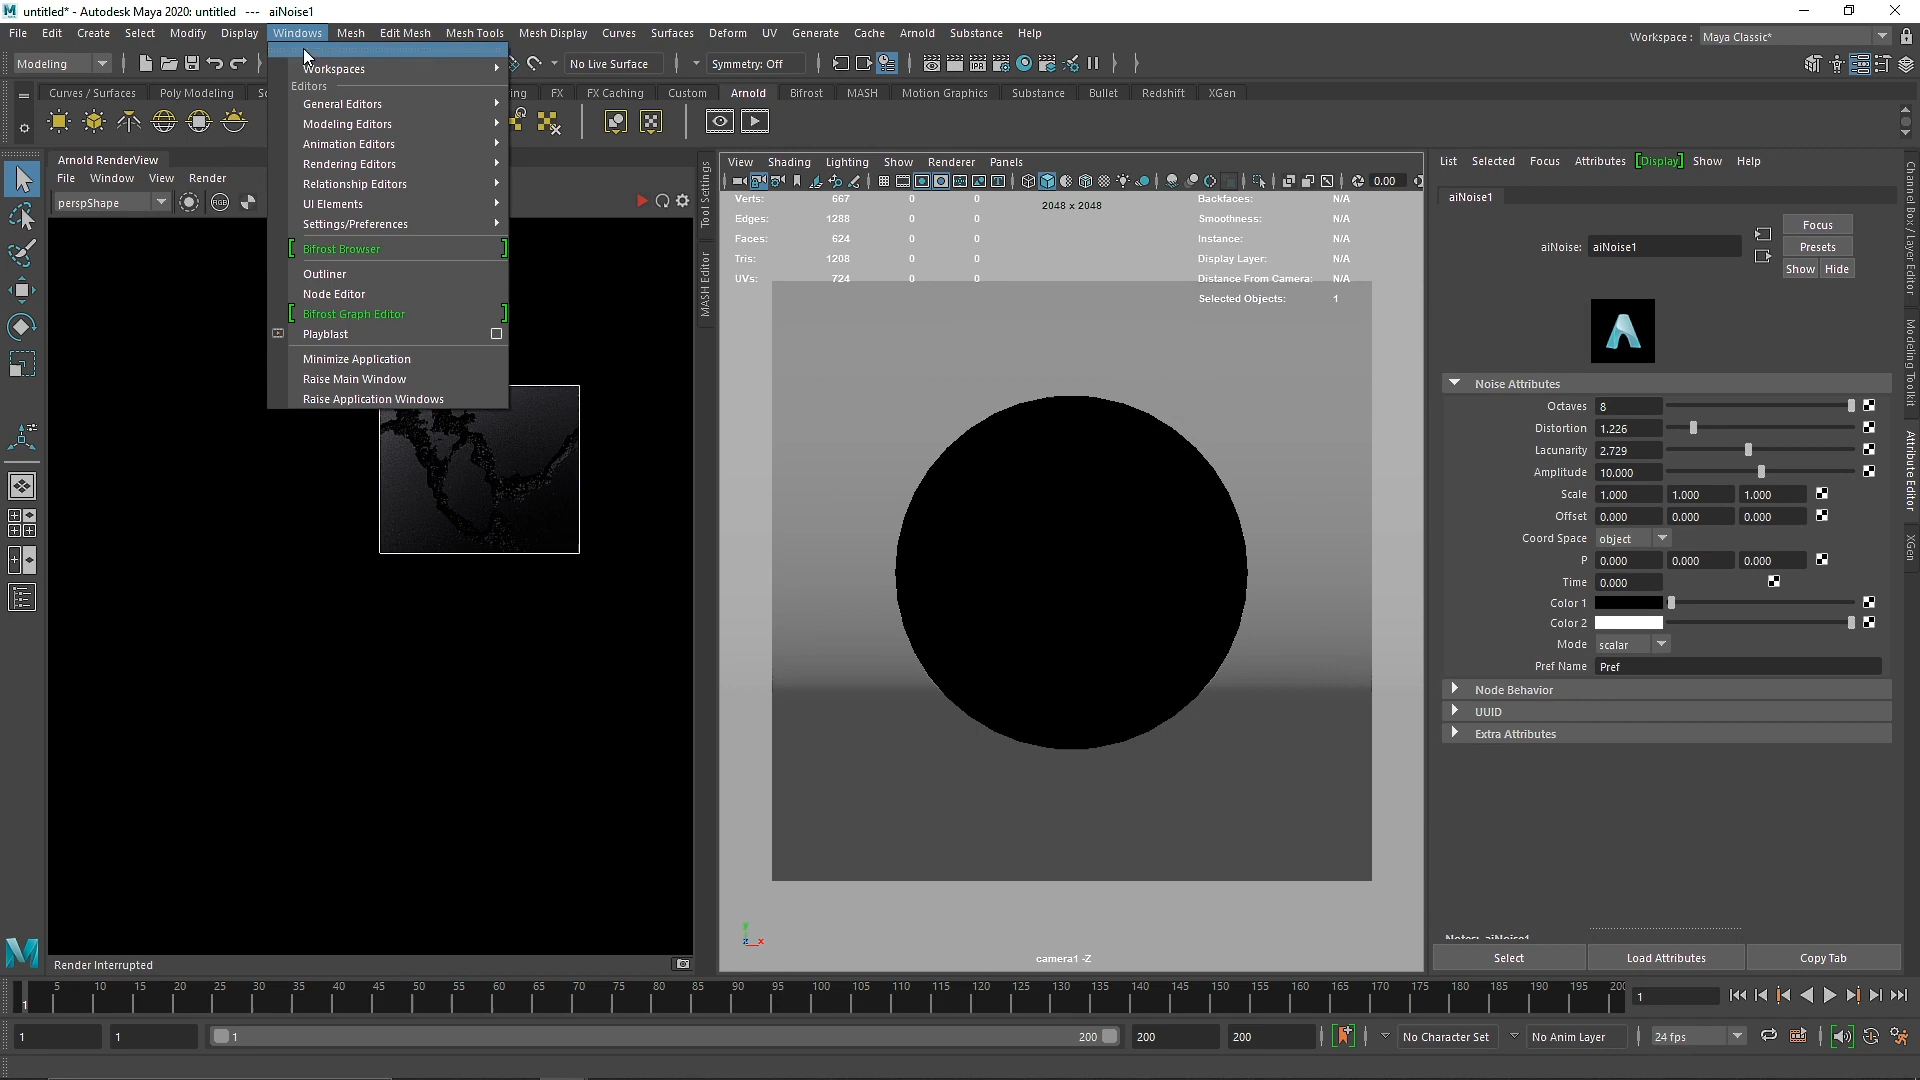 untitled* - Autodesk Maya 2020: untitled --- aiNoise1
File Edit Create Select Modify Display Windows Mesh Edit Mesh Mesh Tools Mesh Display Curves Surfaces Deform UV Generate Cache Arnold Substance Help
Workspace : Maya Classic*
Modeling No Live Surface Symmetry: Off
Workspaces
Editors
General Editors
Modeling Editors
Animation Editors
Rendering Editors
Relationship Editors
UI Elements
Settings/Preferences
Bifrost Browser
Outliner
Node Editor
Bifrost Graph Editor
Playblast
Minimize Application
Raise Main Window
Raise Application Windows
Curves / Surfaces Poly Modeling FX FX Caching Custom Arnold Bifrost MASH Motion Graphics Substance Bullet Redshift XGen
Arnold RenderView
File Window View Render
perspShape
RGB
Render Interrupted
Tool Settings
MASH Editor
View Shading Lighting Show Renderer Panels
0.00
Verts: 667 0 0
Edges: 1288 0 0
Faces: 624 0 0
Tris: 1208 0 0
UVs: 724 0 0
2048 x 2048
Backfaces: N/A
Smoothness: N/A
Instance: N/A
Display Layer: N/A
Distance From Camera: N/A
Selected Objects: 1
camera1 -Z
List Selected Focus Attributes Display Show Help
aiNoise1
aiNoise: aiNoise1
Focus
Presets
Show Hide
Noise Attributes
Octaves 8
Distortion 1.226
Lacunarity 2.729
Amplitude 10.000
Scale 1.000 1.000 1.000
Offset 0.000 0.000 0.000
Coord Space object
P 0.000 0.000 0.000
Time 0.000
Color 1
Color 2
Mode scalar
Pref Name Pref
Node Behavior
UUID
Extra Attributes
Notes: aiNoise1
Select Load Attributes Copy Tab
Channel Box / Layer Editor
Modeling Toolkit
Attribute Editor
XGen
5 10 15 20 25 30 35 40 45 50 55 60 65 70 75 80 85 90 95 100 105 110 115 120 125 130 135 140 145 150 155 160 165 170 175 180 185 190 195 200
1 1
1 1 1 200 200 200 No Character Set No Anim Layer 24 fps